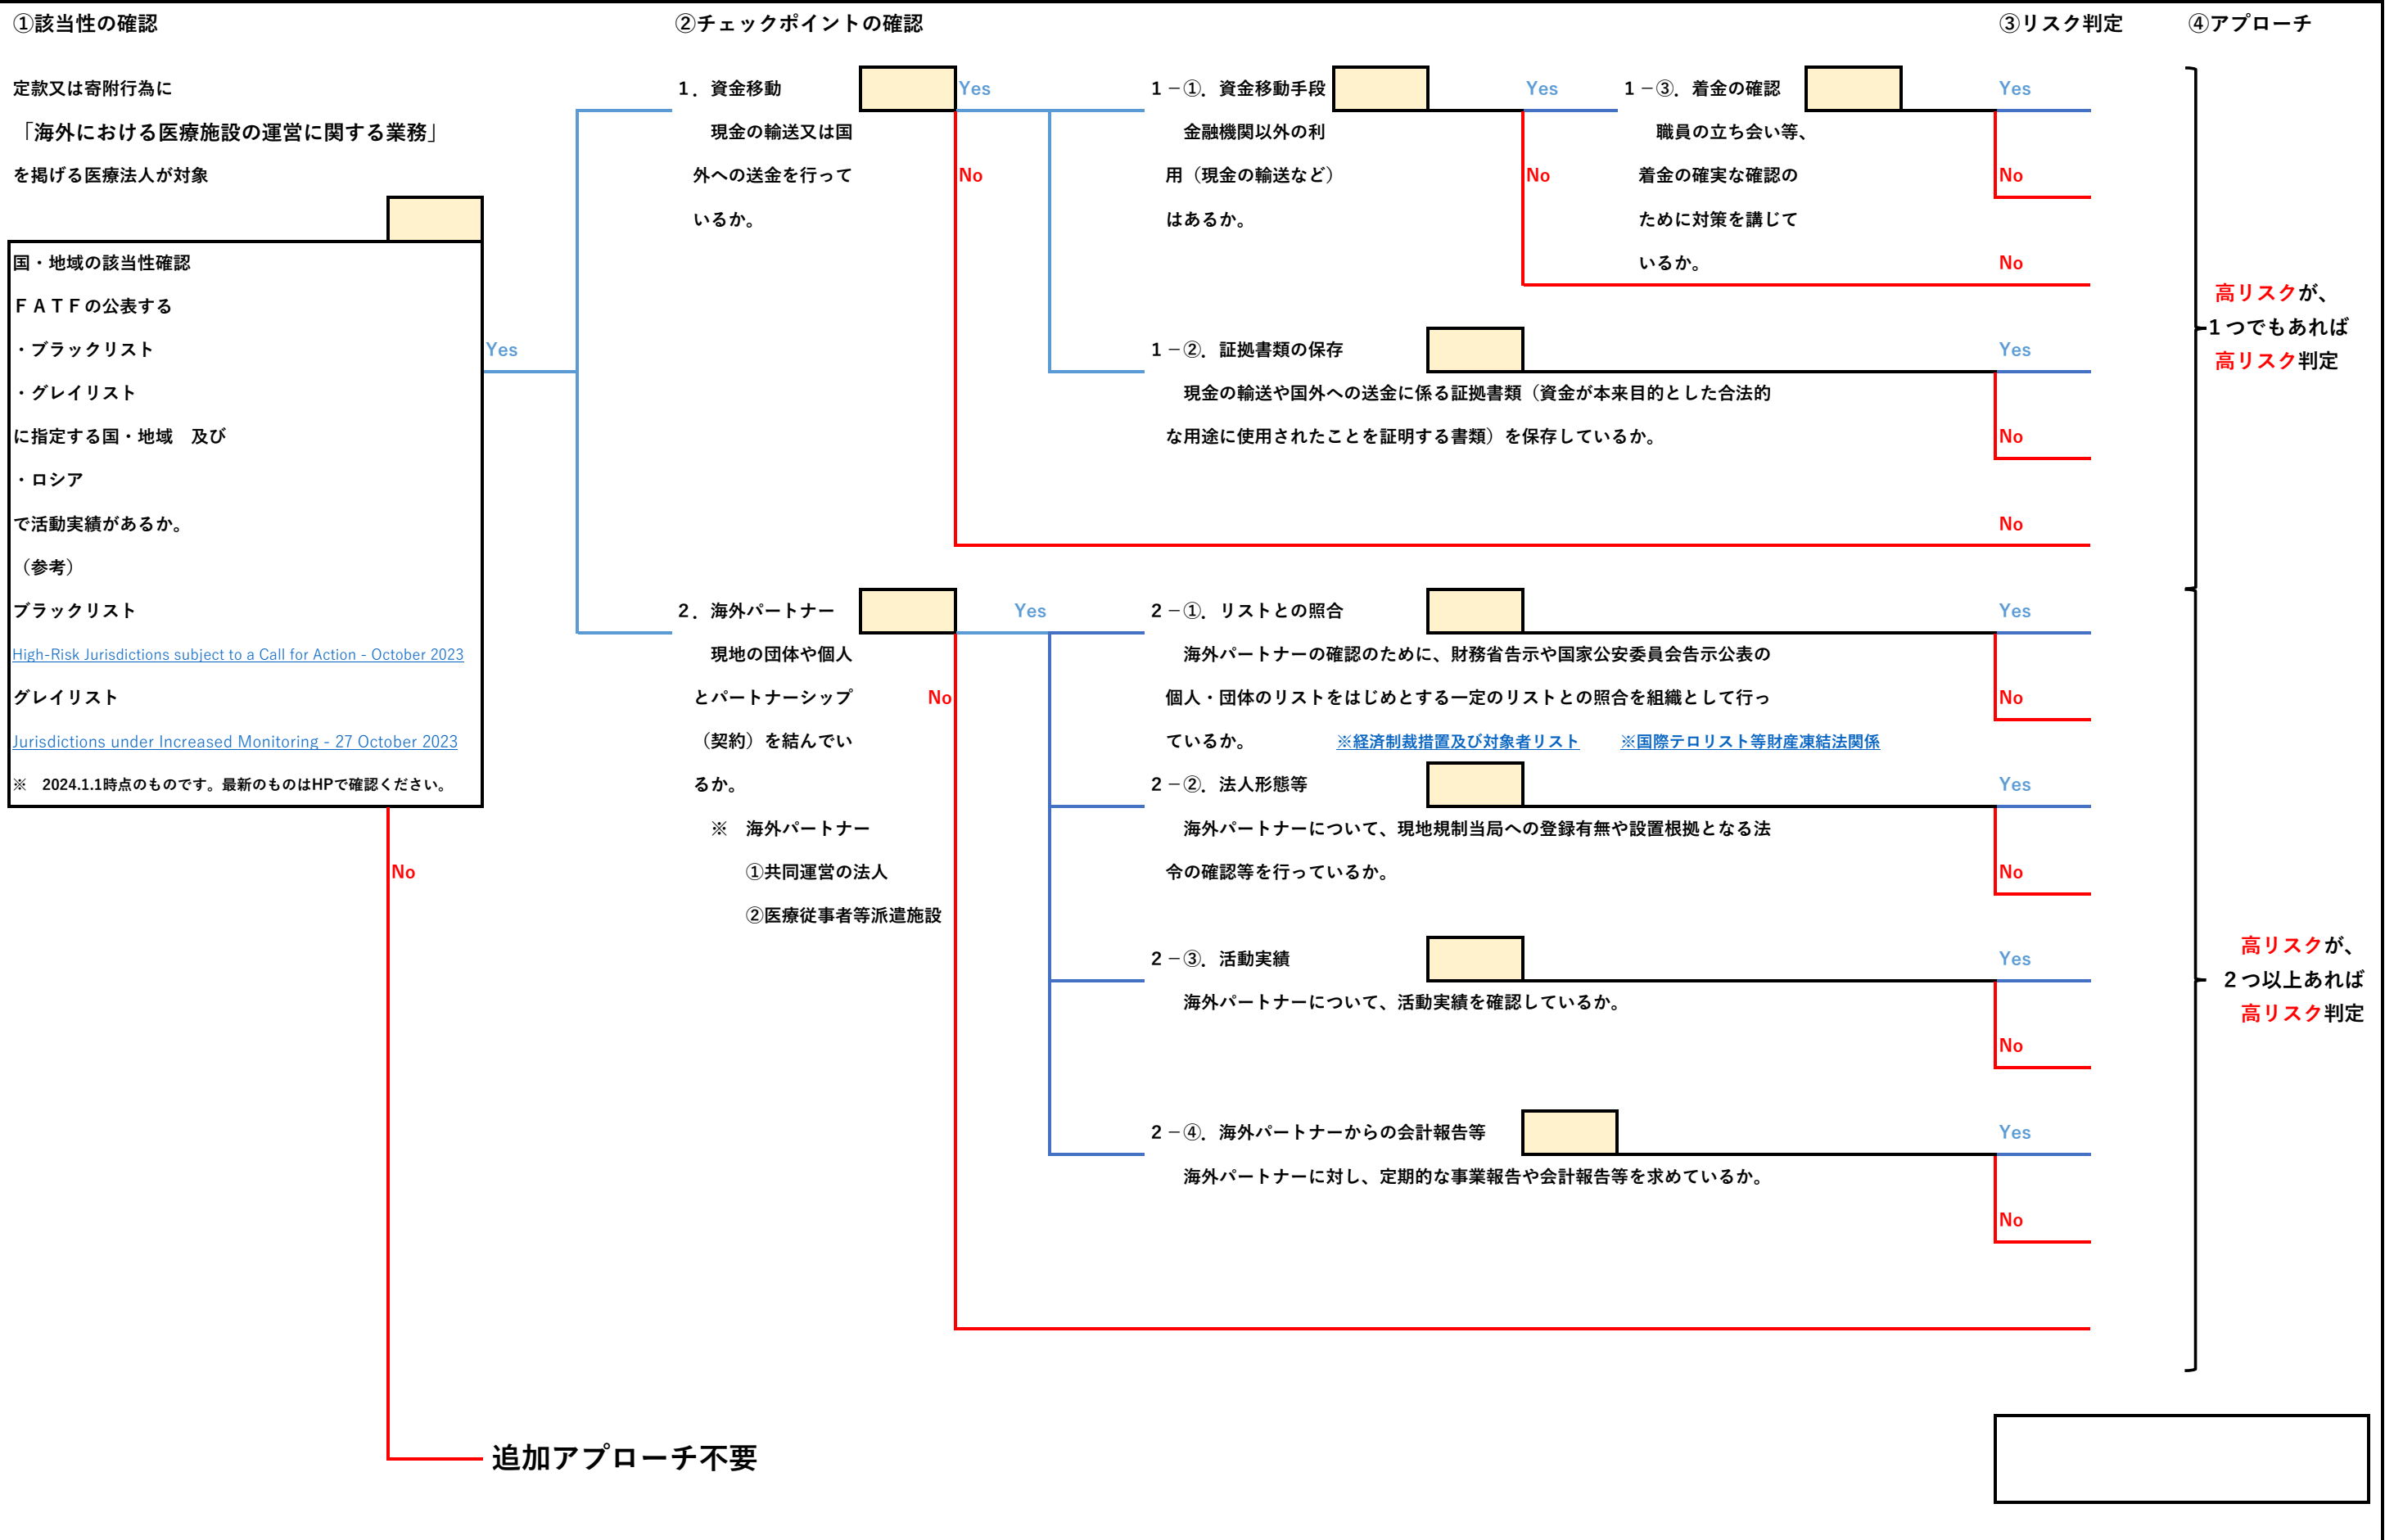 ①該当性の確認
②チェックポイントの確認
③リスク判定
④アプローチ
定款又は寄附行為に
「海外における医療施設の運営に関する業務」
を掲げる医療法人が対象
国・地域の該当性確認
ＦＡＴＦの公表する
・ブラックリスト
・グレイリスト
に指定する国・地域　及び
・ロシア
で活動実績があるか。
（参考）
ブラックリスト
High-Risk Jurisdictions subject to a Call for Action - October 2023
グレイリスト
Jurisdictions under Increased Monitoring - 27 October 2023
※　2024.1.1時点のものです。最新のものはHPで確認ください。
Yes
No
追加アプローチ不要
１．資金移動
現金の輸送又は国
外への送金を行って
いるか。
Yes
No
１－①．資金移動手段
金融機関以外の利
用（現金の輸送など）
はあるか。
Yes
No
１－③．着金の確認
職員の立ち会い等、
着金の確実な確認の
ために対策を講じて
いるか。
Yes
No
No
１－②．証拠書類の保存
現金の輸送や国外への送金に係る証拠書類（資金が本来目的とした合法的
な用途に使用されたことを証明する書類）を保存しているか。
Yes
No
No
高リスクが、
１つでもあれば
高リスク判定
２．海外パートナー
現地の団体や個人
とパートナーシップ
（契約）を結んでい
るか。
※　海外パートナー
①共同運営の法人
②医療従事者等派遣施設
Yes
No
２－①．リストとの照合
海外パートナーの確認のために、財務省告示や国家公安委員会告示公表の
個人・団体のリストをはじめとする一定のリストとの照合を組織として行っ
ているか。
※経済制裁措置及び対象者リスト
※国際テロリスト等財産凍結法関係
Yes
No
２－②．法人形態等
海外パートナーについて、現地規制当局への登録有無や設置根拠となる法
令の確認等を行っているか。
Yes
No
２－③．活動実績
海外パートナーについて、活動実績を確認しているか。
Yes
No
２－④．海外パートナーからの会計報告等
海外パートナーに対し、定期的な事業報告や会計報告等を求めているか。
Yes
No
高リスクが、
２つ以上あれば
高リスク判定